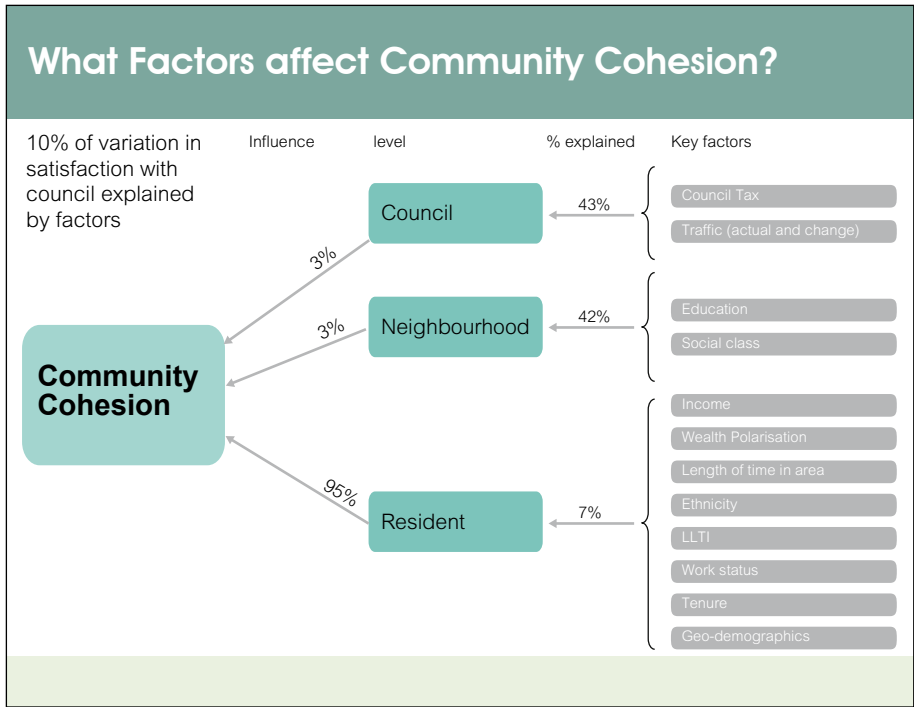 What Factors affect Community Cohesion?
10% of variation in
satisfaction with
council explained
by factors
Influence
level
% explained
Key factors
Council
43%
Council Tax
Traffic (actual and change)
3%
Neighbourhood
42%
Education
Social class
3%
Community
Cohesion
Resident
95%
7%
Income
Wealth Polarisation
Length of time in area
Ethnicity
LLTI
Work status
Tenure
Geo-demographics